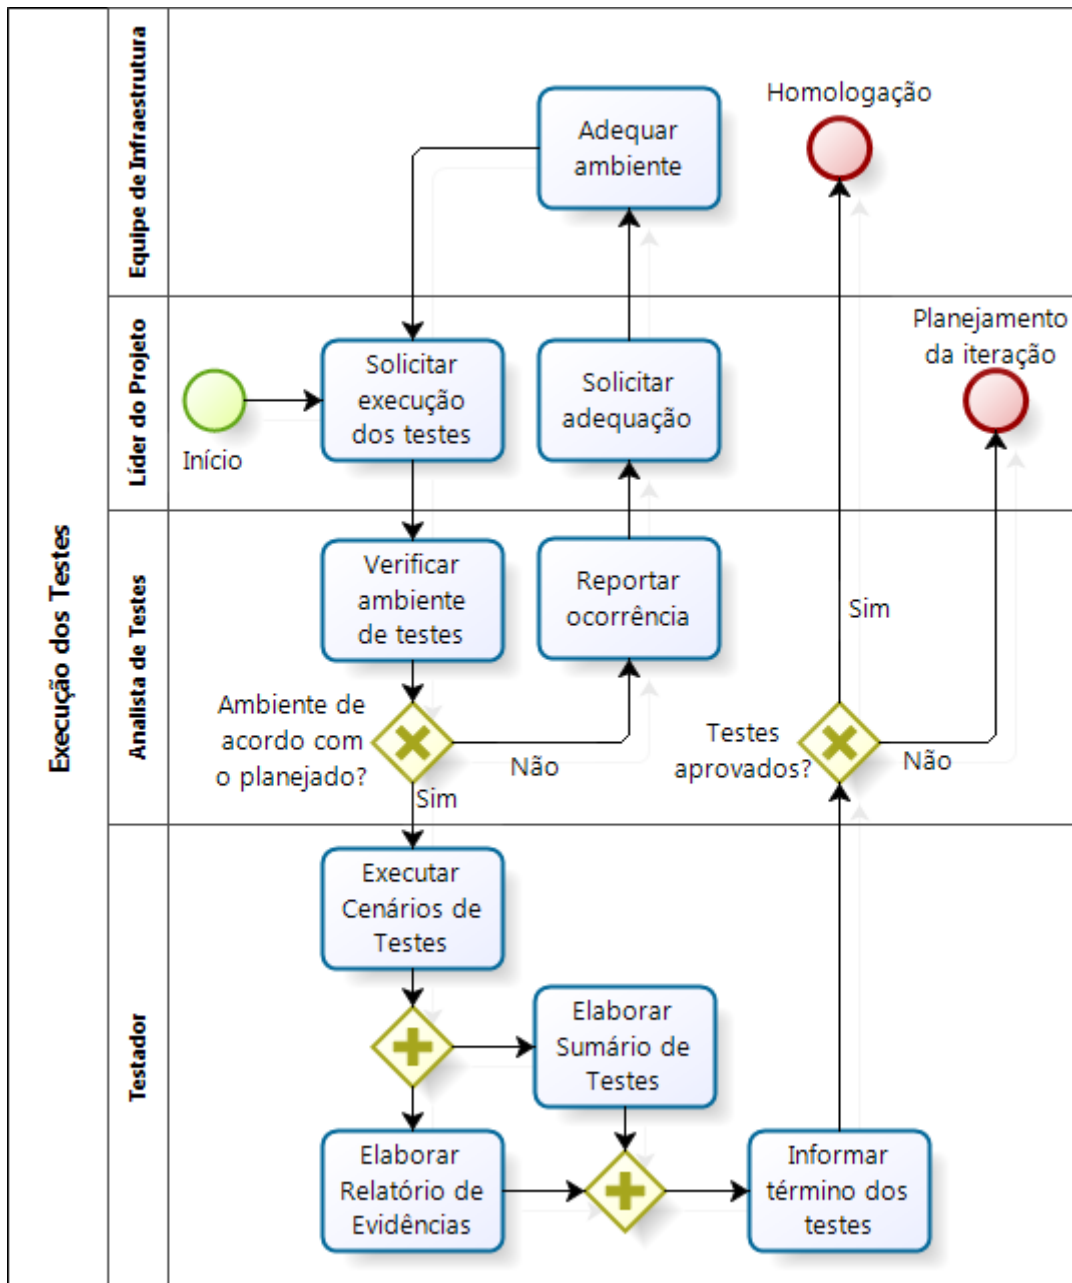 Execução dos Testes
Equipe de Infraestrutura
Adequar
ambiente
Homologação
Líder do Projeto
Início
Solicitar
execução
dos testes
Solicitar
adequação
Planejamento
da iteração
Analista de Testes
Verificar
ambiente
de testes
Reportar
ocorrência
Ambiente de
acordo com
o planejado?
Não
Sim
Testes
aprovados?
Sim
Não
Testador
Executar
Cenários de
Testes
Elaborar
Sumário de
Testes
Elaborar
Relatório de
Evidências
Informar
término dos
testes